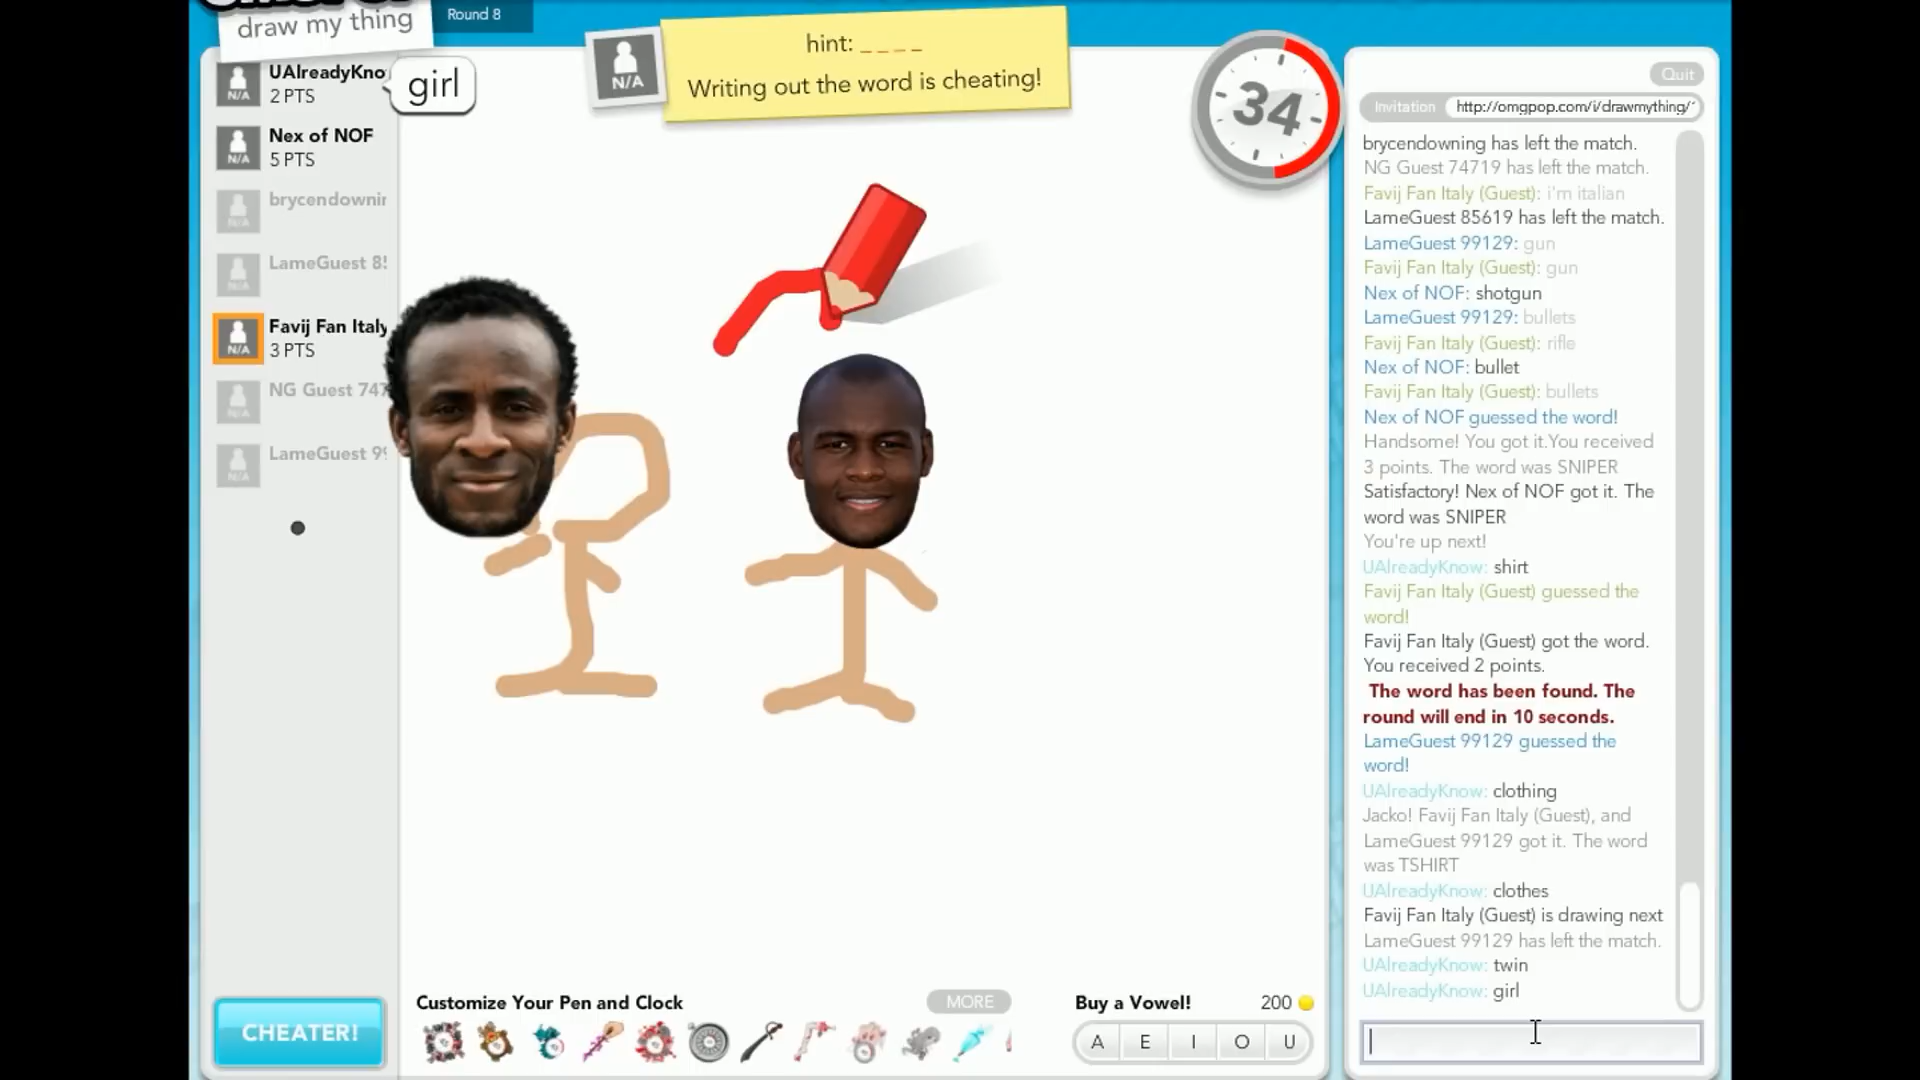 draw my thing
Round 8
UAlreadyKno
2 PTS
girl
Nex of NOF
5 PTS
brycendownin
LameGuest 85
Favij Fan Italy
3 PTS
NG Guest 747
LameGuest 99
N/A
N/A
N/A
N/A
N/A
N/A
N/A
CHEATER!
N/A
hint: _ _ _ _
Writing out the word is cheating!
34
Customize Your Pen and Clock
MORE
Buy a Vowel!
200
A E I O U
Quit
Invitation http://omgpop.com/i/drawmything/
brycendowning has left the match.
NG Guest 74719 has left the match.
Favij Fan Italy (Guest): i'm italian
LameGuest 85619 has left the match.
LameGuest 99129: gun
Favij Fan Italy (Guest): gun
Nex of NOF: shotgun
LameGuest 99129: bullets
Favij Fan Italy (Guest): rifle
Nex of NOF: bullet
Favij Fan Italy (Guest): bullets
Nex of NOF guessed the word!
Handsome! You got it.You received
3 points. The word was SNIPER
Satisfactory! Nex of NOF got it. The
word was SNIPER
You're up next!
UAlreadyKnow: shirt
Favij Fan Italy (Guest) guessed the
word!
Favij Fan Italy (Guest) got the word.
You received 2 points.
The word has been found. The
round will end in 10 seconds.
LameGuest 99129 guessed the
word!
UAlreadyKnow: clothing
Jacko! Favij Fan Italy (Guest), and
LameGuest 99129 got it. The word
was TSHIRT
UAlreadyKnow: clothes
Favij Fan Italy (Guest) is drawing next
LameGuest 99129 has left the match.
UAlreadyKnow: twin
UAlreadyKnow: girl